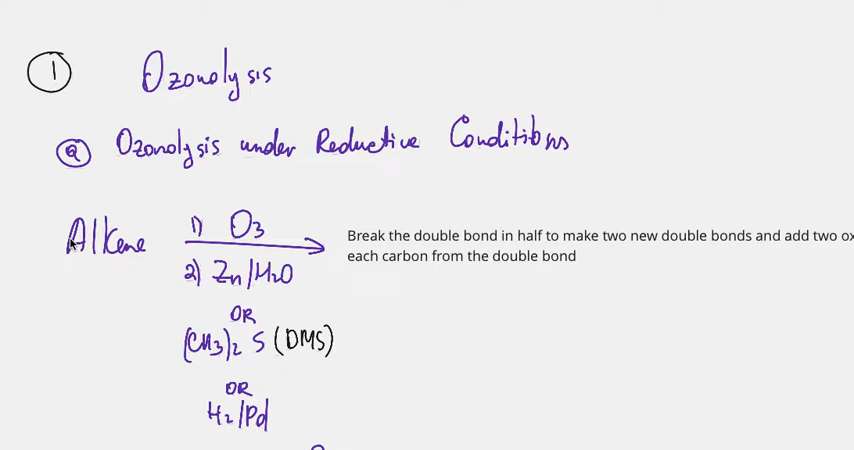 1 Ozonolysis
a Ozonolysis under Reductive Conditions
Alkene 1) O3
2) Zn/H2O
Break the double bond in half to make two new double bonds and add two
each carbon from the double bond
OR
(CH3)2 S (DMS)
OR
H2/Pd